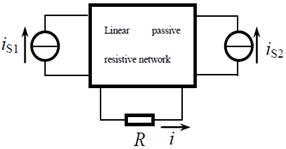 Linear passive
resistive network
iS1
iS2
R
i